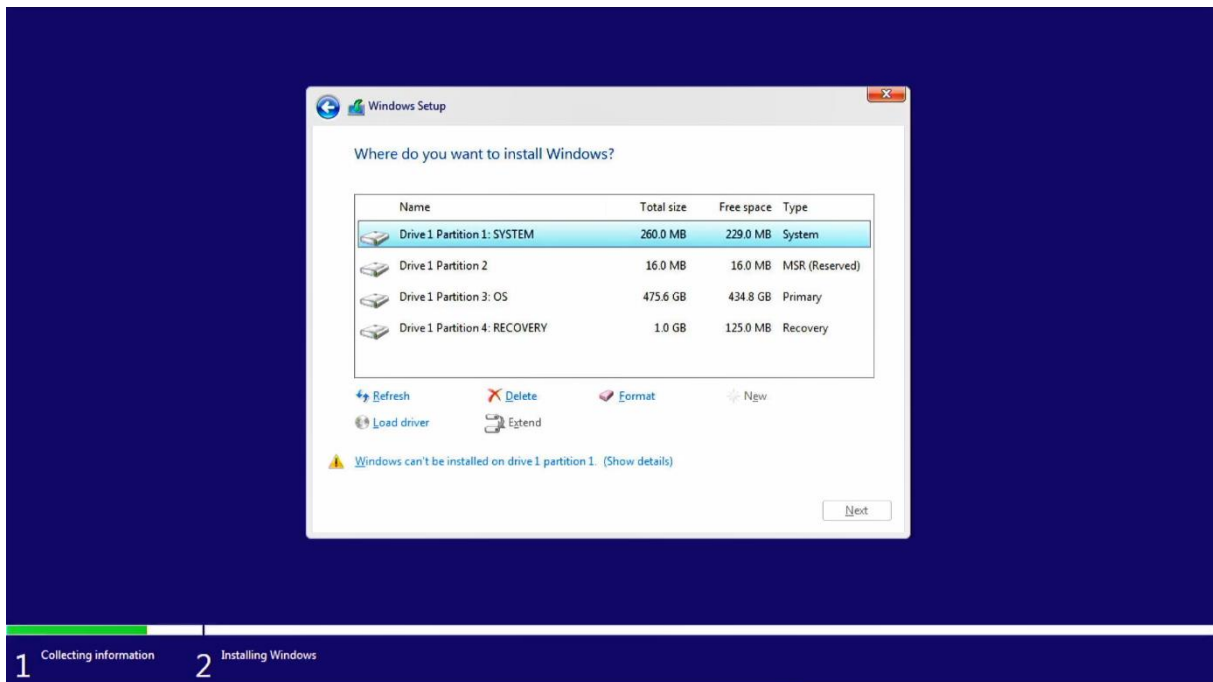 Windows Setup
Where do you want to install Windows?
Name Total size Free space Type
Drive 1 Partition 1: SYSTEM 260.0 MB 229.0 MB System
Drive 1 Partition 2 16.0 MB 16.0 MB MSR (Reserved)
Drive 1 Partition 3: OS 475.6 GB 434.8 GB Primary
Drive 1 Partition 4: RECOVERY 1.0 GB 125.0 MB Recovery
Refresh Delete Format New
Load driver Extend
Windows can't be installed on drive 1 partition 1. (Show details)
Next
1 Collecting information 2 Installing Windows